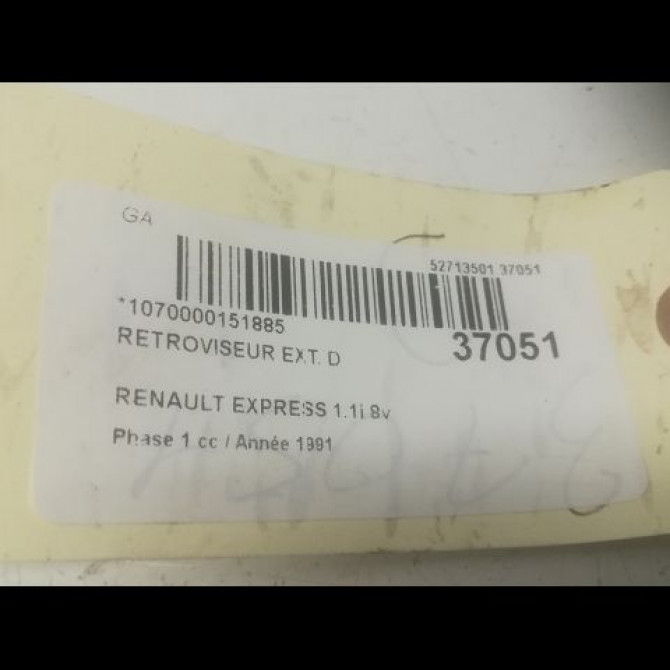 GA
52713501 37051
*1070000151885
37051
RETROVISEUR EXT. D
RENAULT EXPRESS 1.1i 8v
Phase 1 cc / Année 1991